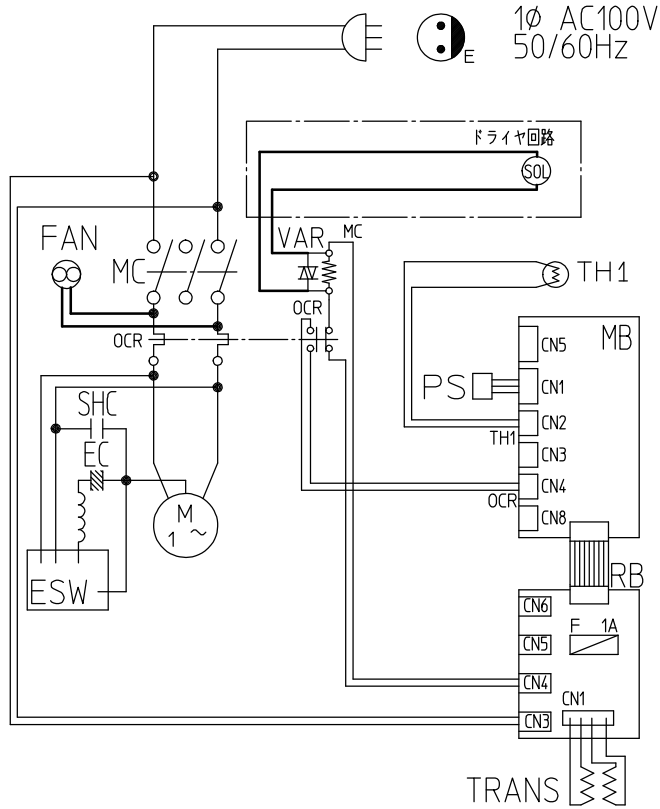 1Ø AC100V
50/60Hz
E
ドライヤ回路
SOL
FAN
VAR
MC
MC
TH1
OCR
OCR
MB
CN5
PS
CN1
SHC
CN2
TH1
EC
CN3
CN4
OCR
M
1～
CN8
ESW
RB
CN6
F 1A
CN5
CN4
CN1
CN3
TRANS